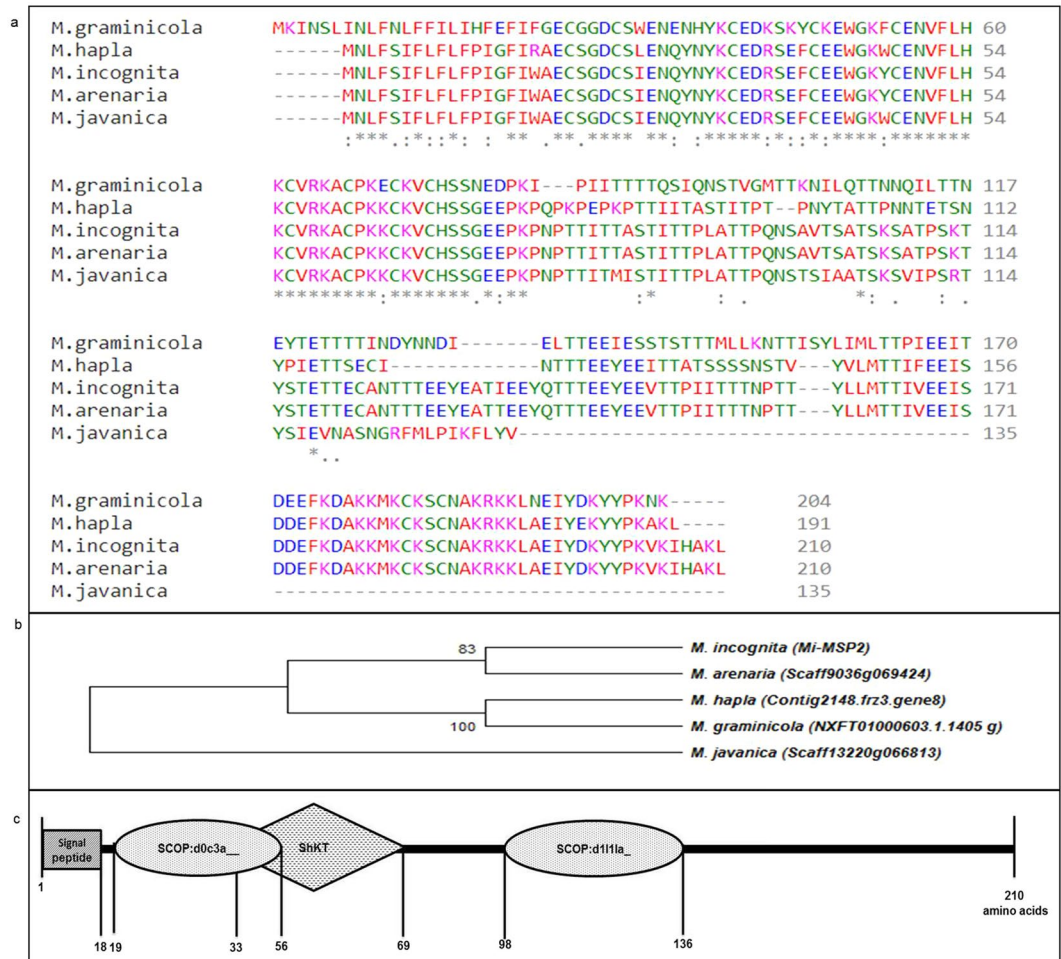 a
M.graminicola MKINSLINLFNLFFILIHFEFIFGECGGDCSWENENHYKCEDKSKYCKEWGKFCENVFLH 60
M.hapla ------MNLFSIFLFLFPIGFIRAECSGDCSIENQYNYKCEDRSEFCEEWGKWCENVFLH 54
M.incognita ------MNLFSIFLFLFPIGFIWAECSGDCSIENQYNYKCEDRSEFCEEWGKYCENVFLH 54
M.arenaria ------MNLFSIFLFLFPIGFIWAECSGDCSIENQYNYKCEDRSEFCEEWGKYCENVFLH 54
M.javanica ------MNLFSIFLFLFPIGFIWAECSGDCSIENQYNYKCEDRSEFCEEWGKWCENVFLH 54
:***.:*::*: : ** .**.**** **: :*****:*::*:****:*******
M.graminicola KCVRKACPKECKVCHSSNEDPKI---PIITTTTQSIQNSTVGMTTKNILQTTNNQILTTN 117
M.hapla KCVRKACPKKCKVCHSSGEEPKPQPKPEPKPTTIITASTITPT--PNYTATTPNNTETSN 112
M.incognita KCVRKACPKKCKVCHSSGEEPKPNPTTITTASTITTPLATTPQNSAVTSATSKSATPSKT 114
M.arenaria KCVRKACPKKCKVCHSSGEEPKPNPTTITTASTITTPLATTPQNSAVTSATSKSATPSKT 114
M.javanica KCVRKACPKKCKVCHSSGEEPKPNPTTITMISTITTPLATTPQNSTSIAATSKSVIPSRT 114
*********:*******.*:** :* : . *: . : .
M.graminicola EYTETTTTINDYNNDI-------ELTTEEIESSTSTTTMLLKNTTISYLIMLTTPIEEIT 170
M.hapla YPIETTSECI------------NTTTEEYEEITTATSSSSNSTV---YVLMTTIFEEIS 156
M.incognita YSTETTECANTTTEEYEATIEEYQTTTEEYEEVTTPIITTTNPTT---YLLMTTIVEEIS 171
M.arenaria YSTETTECANTTTEEYEATTEEYQTTTEEYEEVTTPIITTTNPTT---YLLMTTIVEEIS 171
M.javanica YSIEVNASNGRFMLPIKFLYV--------------------------------------- 135
*..
M.graminicola DEEFKDAKKMKCKSCNAKRKKLNEIYDKYYPKNK----- 204
M.hapla DDEFKDAKKMKCKSCNAKRKKLAEIYEKYYPKAKL---- 191
M.incognita DDEFKDAKKMKCKSCNAKRKKLAEIYDKYYPKVKIHAKL 210
M.arenaria DDEFKDAKKMKCKSCNAKRKKLAEIYDKYYPKVKIHAKL 210
M.javanica --------------------------------------- 135
b
83
M. incognita (Mi-MSP2)
M. arenaria (Scaff9036g069424)
M. hapla (Contig2148.frz3.gene8)
100
M. graminicola (NXFT01000603.1.1405 g)
M. javanica (Scaff13220g066813)
c
Signal
peptide
SCOP:d0c3a__
ShKT
SCOP:d1l1la_
1
18 19 33 56 69 98 136
210
amino acids